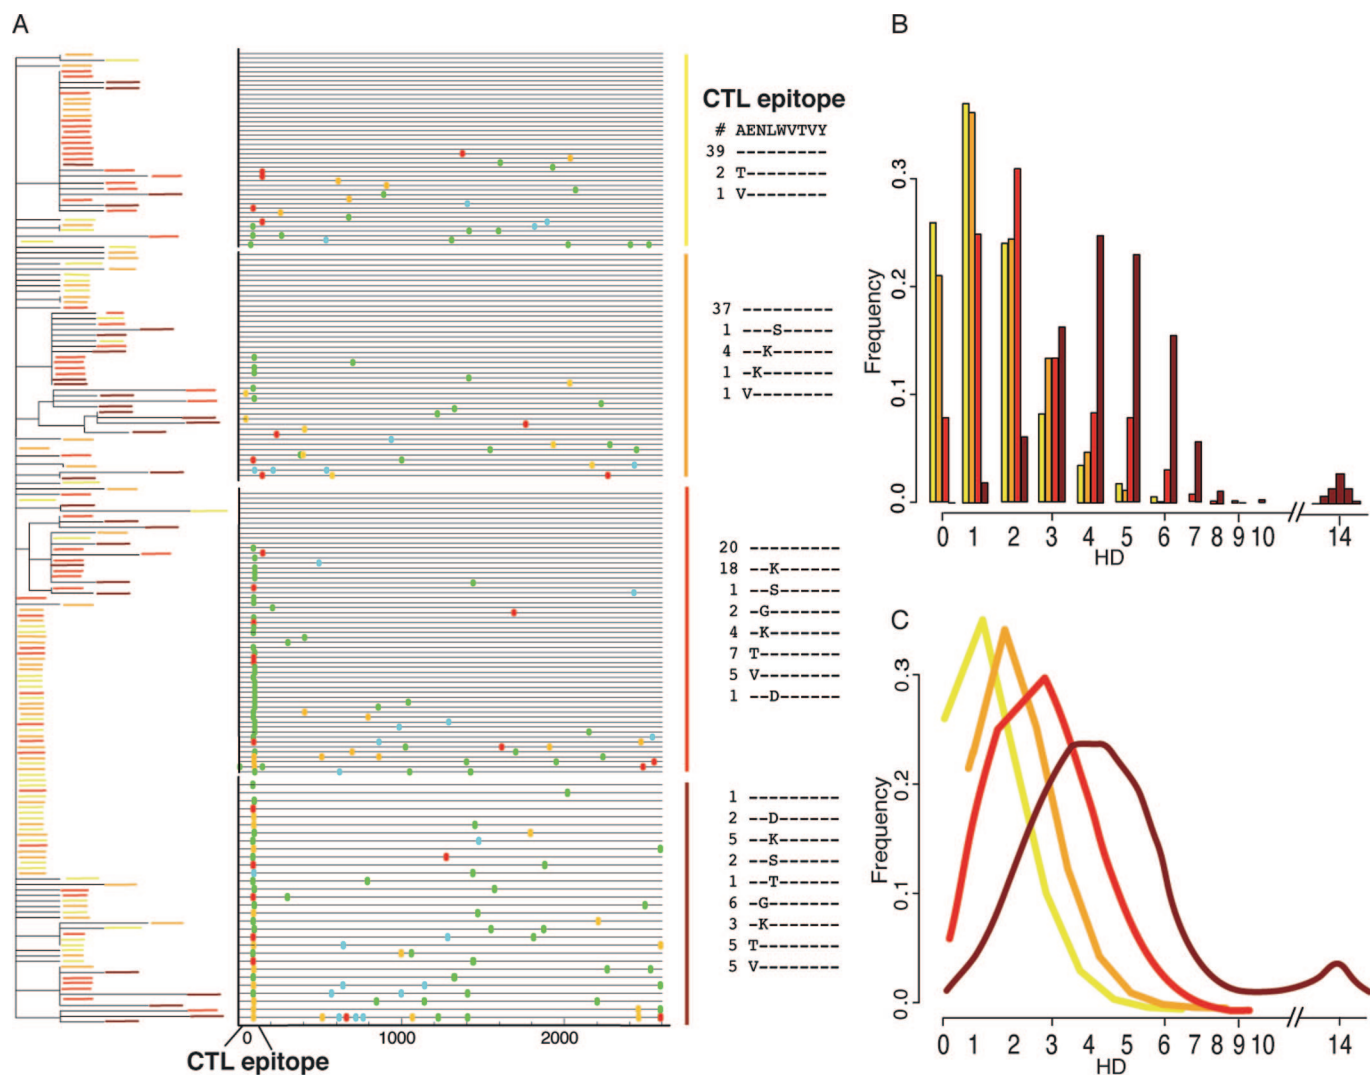 A
CTL epitope
# AENLWVTVY
39 ---------
2 T--------
1 V--------
37 ---------
1 ---S-----
4 --K------
1 -K-------
1 V--------
20 ---------
18 --K------
1 --S------
2 -G-------
4 -K-------
7 T--------
5 V--------
1 --D------
1 ---------
2 --D------
5 --K------
2 --S------
1 --T------
6 -G-------
3 -K-------
5 T--------
5 V--------
0 1000 2000
CTL epitope
B
Frequency
0.3
0.2
0.1
0.0
0 1 2 3 4 5 6 7 8 9 10 // 14
HD
C
Frequency
0.3
0.2
0.1
0.0
0 1 2 3 4 5 6 7 8 9 10 // 14
HD